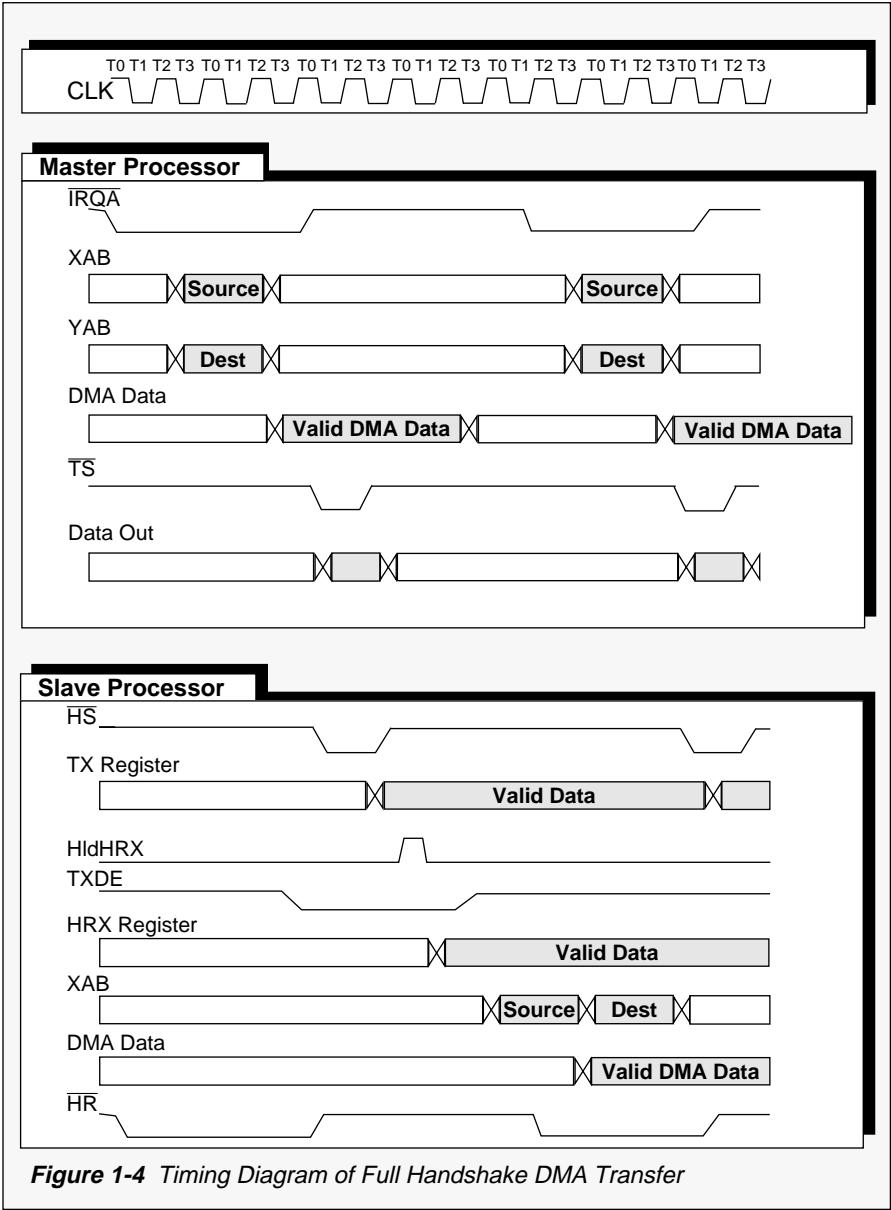 T0 T1 T2 T3 T0 T1 T2 T3 T0 T1 T2 T3 T0 T1 T2 T3 T0 T1 T2 T3 T0 T1 T2 T3 T0 T1 T2 T3
CLK
Master Processor
IRQA
XAB
Source Source
YAB
Dest Dest
DMA Data
Valid DMA Data Valid DMA Data
TS
Data Out
Slave Processor
HS
TX Register
Valid Data
HldHRX
TXDE
HRX Register
Valid Data
XAB
Source Dest
DMA Data
Valid DMA Data
HR
Figure 1-4 Timing Diagram of Full Handshake DMA Transfer